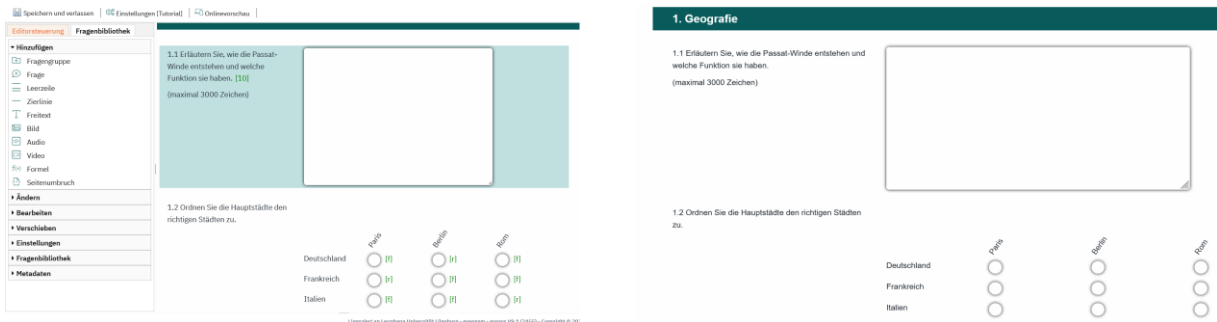 Speichern und verlassen | Einstellungen [Tutorial] | Onlinevorschau
Editorsteuerung Fragenbibliothek
Hinzufügen
Fragengruppe
Frage
Leerzeile
Zierlinie
Freitext
Bild
Audio
Video
Formel
Seitenumbruch
Ändern
Bearbeiten
Verschieben
Einstellungen
Fragenbibliothek
Metadaten
1.1 Erläutern Sie, wie die Passat-
Winde entstehen und welche
Funktion sie haben. [10]
(maximal 3000 Zeichen)
1.2 Ordnen Sie die Hauptstädte den
richtigen Städten zu.
Paris Berlin Rom
Deutschland [f] [r] [f]
Frankreich [r] [f] [f]
Italien [f] [f] [r]
1. Geografie
1.1 Erläutern Sie, wie die Passat-Winde entstehen und
welche Funktion sie haben.
(maximal 3000 Zeichen)
1.2 Ordnen Sie die Hauptstädte den richtigen Städten
zu.
Paris Berlin Rom
Deutschland
Frankreich
Italien